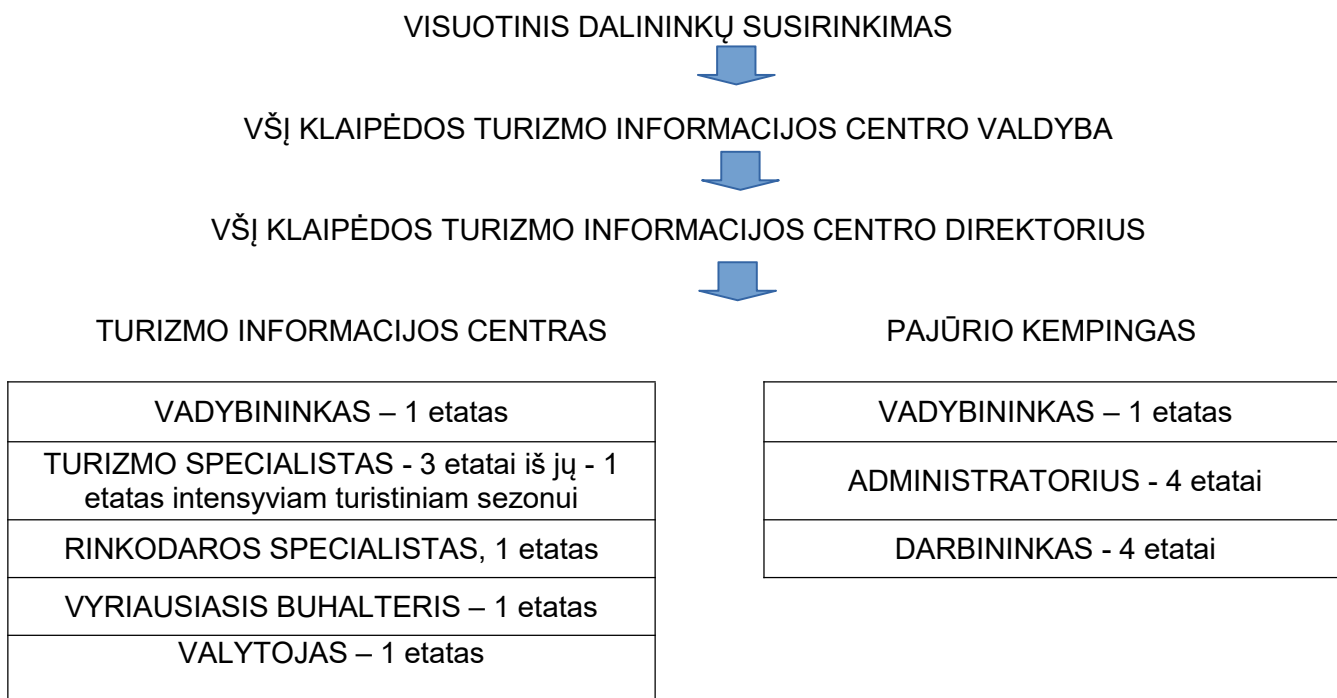 VISUOTINIS DALININKŲ SUSIRINKIMAS
VŠĮ KLAIPĖDOS TURIZMO INFORMACIJOS CENTRO VALDYBA
VŠĮ KLAIPĖDOS TURIZMO INFORMACIJOS CENTRO DIREKTORIUS
TURIZMO INFORMACIJOS CENTRAS
VADYBININKAS – 1 etatas
TURIZMO SPECIALISTAS - 3 etatai iš jų - 1
etatas intensyviam turistiniam sezonui
RINKODAROS SPECIALISTAS, 1 etatas
VYRIAUSIASIS BUHALTERIS – 1 etatas
VALYTOJAS – 1 etatas
PAJŪRIO KEMPINGAS
VADYBININKAS – 1 etatas
ADMINISTRATORIUS - 4 etatai
DARBININKAS - 4 etatai